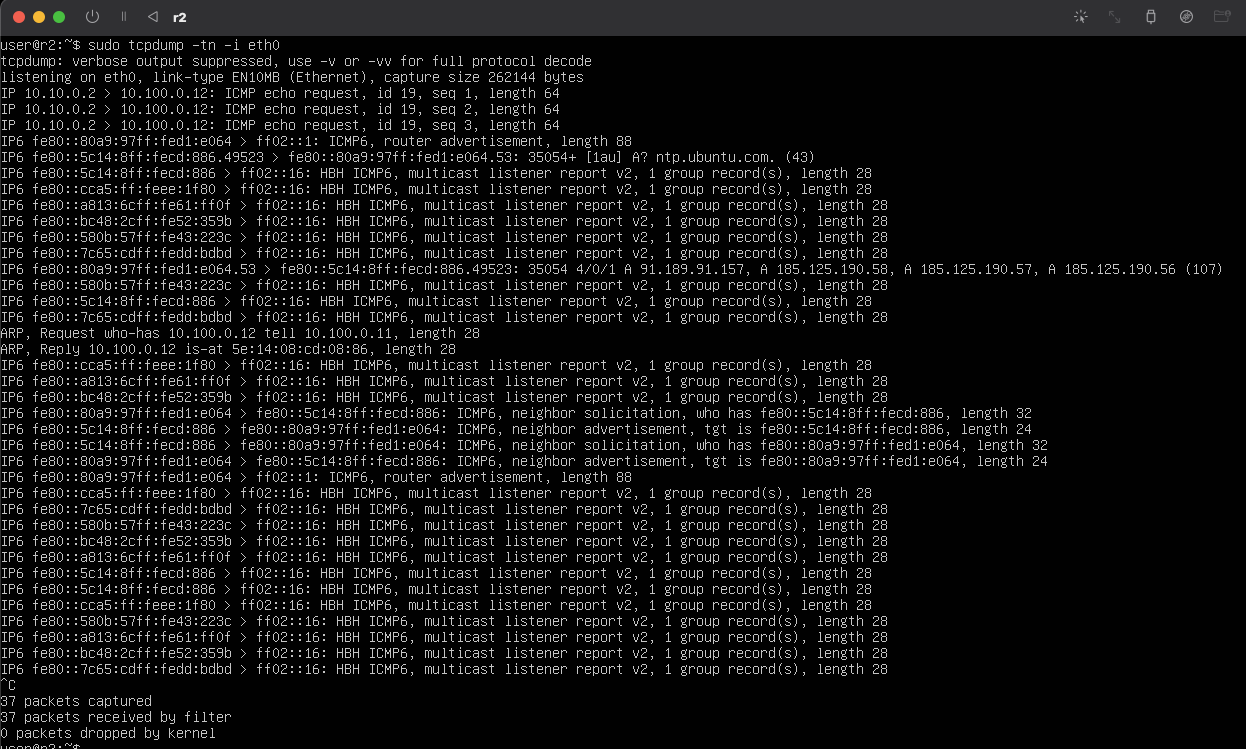 r2
user@r2:~$ sudo tcpdump -tn -i eth0
tcpdump: verbose output suppressed, use -v or -vv for full protocol decode
listening on eth0, link-type EN10MB (Ethernet), capture size 262144 bytes
IP 10.10.0.2 > 10.100.0.12: ICMP echo request, id 19, seq 1, length 64
IP 10.10.0.2 > 10.100.0.12: ICMP echo request, id 19, seq 2, length 64
IP 10.10.0.2 > 10.100.0.12: ICMP echo request, id 19, seq 3, length 64
IP6 fe80::80a9:97ff:fed1:e064 > ff02::1: ICMP6, router advertisement, length 88
IP6 fe80::5c14:8ff:fecd:886.49523 > fe80::80a9:97ff:fed1:e064.53: 35054+ [1au] A? ntp.ubuntu.com. (43)
IP6 fe80::5c14:8ff:fecd:886 > ff02::16: HBH ICMP6, multicast listener report v2, 1 group record(s), length 28
IP6 fe80::cca5:ff:feee:1f80 > ff02::16: HBH ICMP6, multicast listener report v2, 1 group record(s), length 28
IP6 fe80::a813:6cff:fe61:ff0f > ff02::16: HBH ICMP6, multicast listener report v2, 1 group record(s), length 28
IP6 fe80::bc48:2cff:fe52:359b > ff02::16: HBH ICMP6, multicast listener report v2, 1 group record(s), length 28
IP6 fe80::580b:57ff:fe43:223c > ff02::16: HBH ICMP6, multicast listener report v2, 1 group record(s), length 28
IP6 fe80::7c65:cdff:fedd:bdbd > ff02::16: HBH ICMP6, multicast listener report v2, 1 group record(s), length 28
IP6 fe80::80a9:97ff:fed1:e064.53 > fe80::5c14:8ff:fecd:886.49523: 35054 4/0/1 A 91.189.91.157, A 185.125.190.58, A 185.125.190.57, A 185.125.190.56 (107)
IP6 fe80::580b:57ff:fe43:223c > ff02::16: HBH ICMP6, multicast listener report v2, 1 group record(s), length 28
IP6 fe80::5c14:8ff:fecd:886 > ff02::16: HBH ICMP6, multicast listener report v2, 1 group record(s), length 28
IP6 fe80::7c65:cdff:fedd:bdbd > ff02::16: HBH ICMP6, multicast listener report v2, 1 group record(s), length 28
ARP, Request who-has 10.100.0.12 tell 10.100.0.11, length 28
ARP, Reply 10.100.0.12 is-at 5e:14:08:cd:08:86, length 28
IP6 fe80::cca5:ff:feee:1f80 > ff02::16: HBH ICMP6, multicast listener report v2, 1 group record(s), length 28
IP6 fe80::a813:6cff:fe61:ff0f > ff02::16: HBH ICMP6, multicast listener report v2, 1 group record(s), length 28
IP6 fe80::bc48:2cff:fe52:359b > ff02::16: HBH ICMP6, multicast listener report v2, 1 group record(s), length 28
IP6 fe80::80a9:97ff:fed1:e064 > fe80::5c14:8ff:fecd:886: ICMP6, neighbor solicitation, who has fe80::5c14:8ff:fecd:886, length 32
IP6 fe80::5c14:8ff:fecd:886 > fe80::80a9:97ff:fed1:e064: ICMP6, neighbor advertisement, tgt is fe80::5c14:8ff:fecd:886, length 24
IP6 fe80::5c14:8ff:fecd:886 > fe80::80a9:97ff:fed1:e064: ICMP6, neighbor solicitation, who has fe80::80a9:97ff:fed1:e064, length 32
IP6 fe80::80a9:97ff:fed1:e064 > fe80::5c14:8ff:fecd:886: ICMP6, neighbor advertisement, tgt is fe80::80a9:97ff:fed1:e064, length 24
IP6 fe80::80a9:97ff:fed1:e064 > ff02::1: ICMP6, router advertisement, length 88
IP6 fe80::cca5:ff:feee:1f80 > ff02::16: HBH ICMP6, multicast listener report v2, 1 group record(s), length 28
IP6 fe80::7c65:cdff:fedd:bdbd > ff02::16: HBH ICMP6, multicast listener report v2, 1 group record(s), length 28
IP6 fe80::580b:57ff:fe43:223c > ff02::16: HBH ICMP6, multicast listener report v2, 1 group record(s), length 28
IP6 fe80::bc48:2cff:fe52:359b > ff02::16: HBH ICMP6, multicast listener report v2, 1 group record(s), length 28
IP6 fe80::a813:6cff:fe61:ff0f > ff02::16: HBH ICMP6, multicast listener report v2, 1 group record(s), length 28
IP6 fe80::5c14:8ff:fecd:886 > ff02::16: HBH ICMP6, multicast listener report v2, 1 group record(s), length 28
IP6 fe80::5c14:8ff:fecd:886 > ff02::16: HBH ICMP6, multicast listener report v2, 1 group record(s), length 28
IP6 fe80::cca5:ff:feee:1f80 > ff02::16: HBH ICMP6, multicast listener report v2, 1 group record(s), length 28
IP6 fe80::580b:57ff:fe43:223c > ff02::16: HBH ICMP6, multicast listener report v2, 1 group record(s), length 28
IP6 fe80::a813:6cff:fe61:ff0f > ff02::16: HBH ICMP6, multicast listener report v2, 1 group record(s), length 28
IP6 fe80::bc48:2cff:fe52:359b > ff02::16: HBH ICMP6, multicast listener report v2, 1 group record(s), length 28
IP6 fe80::7c65:cdff:fedd:bdbd > ff02::16: HBH ICMP6, multicast listener report v2, 1 group record(s), length 28
^C
37 packets captured
37 packets received by filter
0 packets dropped by kernel
user@r2:~$